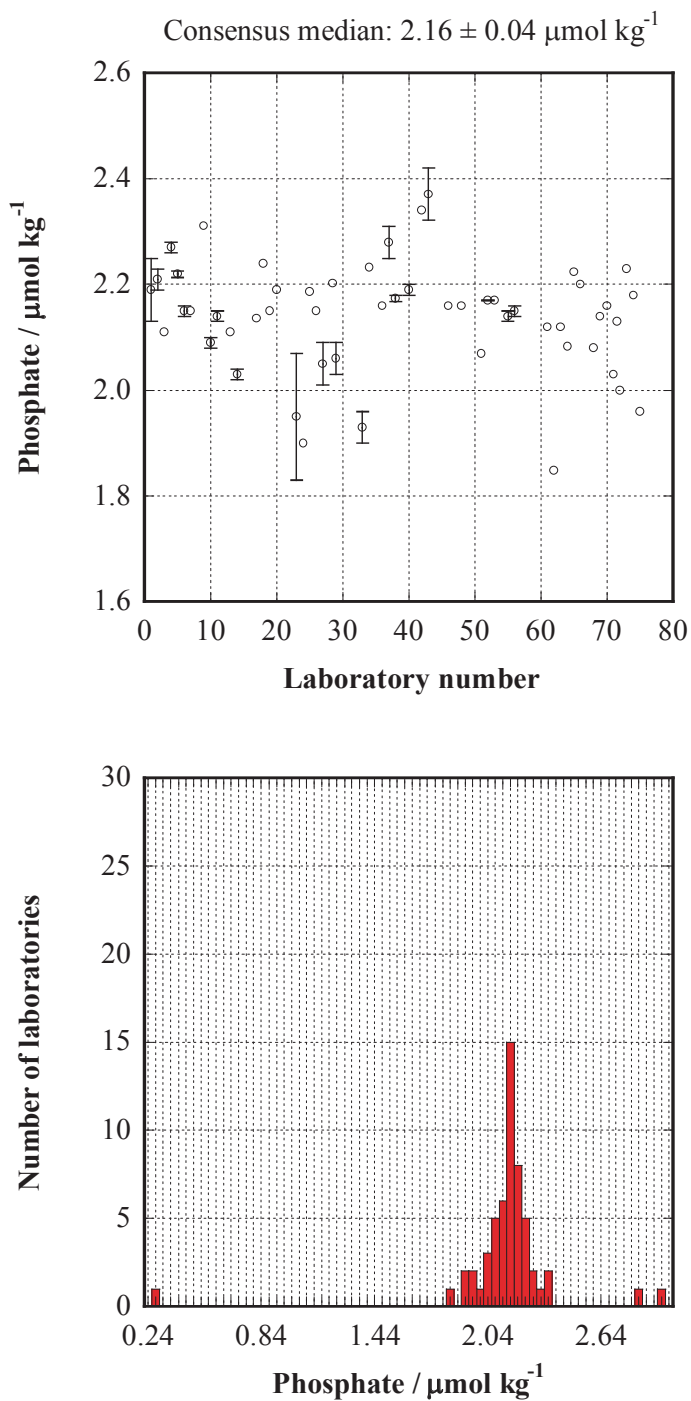 Consensus median: 2.16 ± 0.04 μmol kg⁻¹
2.6
2.4
2.2
2.0
1.8
1.6
Phosphate / μmol kg⁻¹
0 10 20 30 40 50 60 70 80
Laboratory number
30
25
20
15
10
5
0
Number of laboratories
0.24 0.84 1.44 2.04 2.64
Phosphate / μmol kg⁻¹